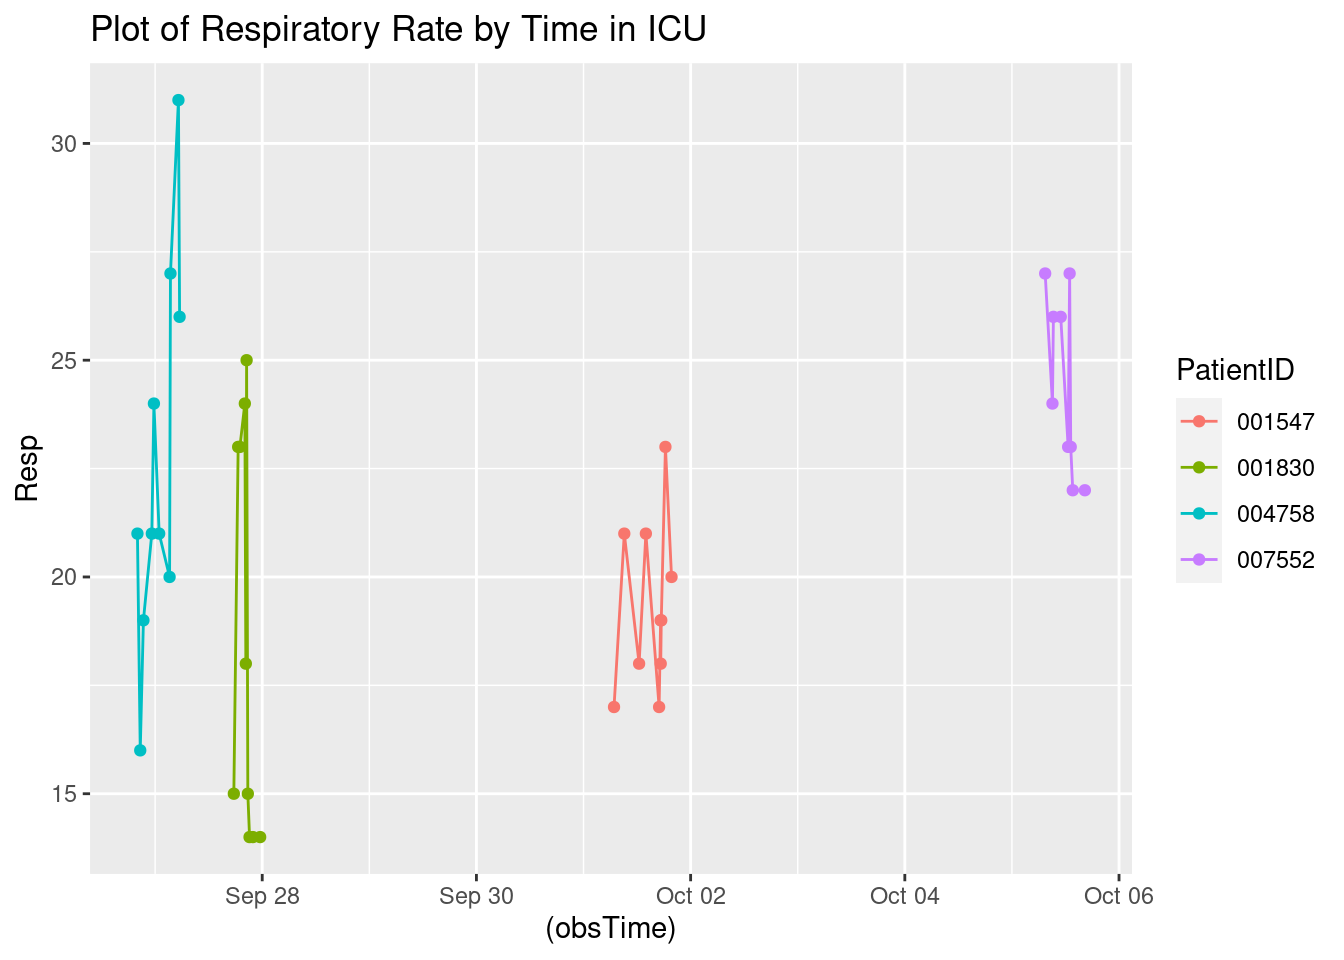 Plot of Respiratory Rate by Time in ICU
30
25
20
15
Resp
Sep 28 Sep 30 Oct 02 Oct 04 Oct 06
(obsTime)
PatientID
001547
001830
004758
007552